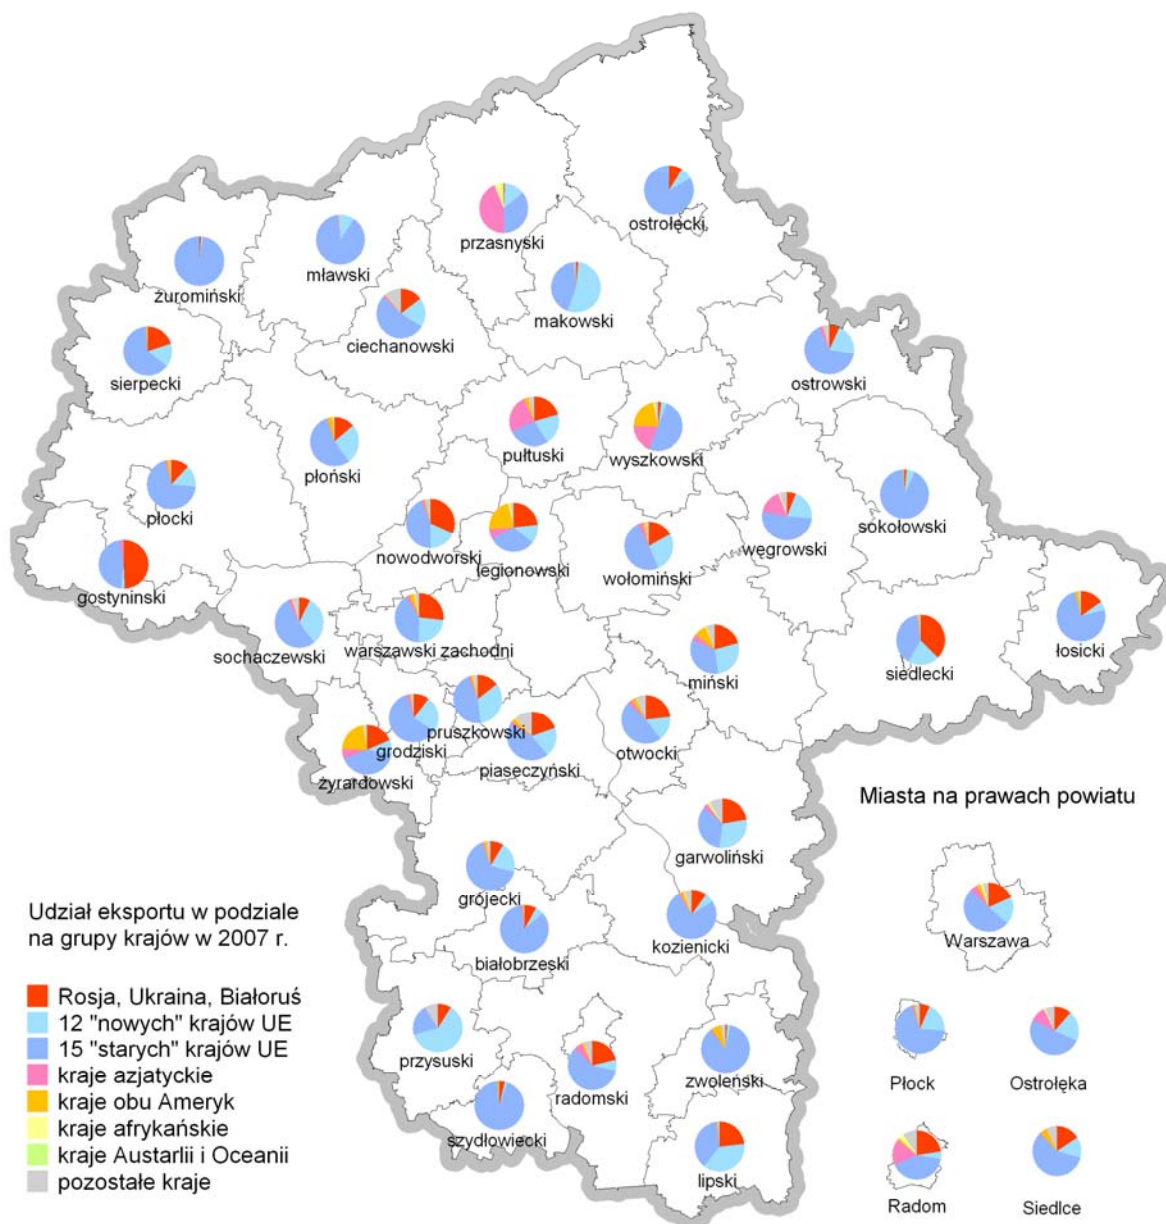 ostrołęcki
przasnyski
mławski
żuromiński
makowski
ciechanowski
ostrowski
sierpecki
pułtuski
wyszkowski
płoński
sokołowski
płocki
nowodworski
legionowski
wołomiński
węgrowski
gostyninski
sochaczewski
warszawski zachodni
miński
siedlecki
łosicki
pruszkowski
grodziski
piaseczyński
otwocki
żyrardowski
Miasta na prawach powiatu
garwoliński
grójecki
Udział eksportu w podziale
na grupy krajów w 2007 r.
kozienicki
Warszawa
białobrzeski
Rosja, Ukraina, Białoruś
12 "nowych" krajów UE
15 "starych" krajów UE
kraje azjatyckie
kraje obu Ameryk
kraje afrykańskie
kraje Austarlii i Oceanii
pozostałe kraje
przysuski
radomski
zwoleński
Płock
Ostrołęka
szydłowiecki
lipski
Radom
Siedlce